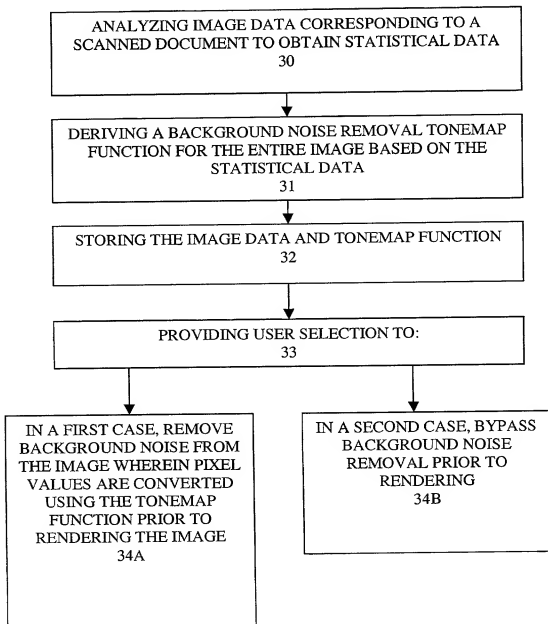 ANALYZING IMAGE DATA CORRESPONDING TO A
SCANNED DOCUMENT TO OBTAIN STATISTICAL DATA
30
DERIVING A BACKGROUND NOISE REMOVAL TONEMAP
FUNCTION FOR THE ENTIRE IMAGE BASED ON THE
STATISTICAL DATA
31
STORING THE IMAGE DATA AND TONEMAP FUNCTION
32
PROVIDING USER SELECTION TO:
33
IN A FIRST CASE, REMOVE
BACKGROUND NOISE FROM
THE IMAGE WHEREIN PIXEL
VALUES ARE CONVERTED
USING THE TONEMAP
FUNCTION PRIOR TO
RENDERING THE IMAGE
34A
IN A SECOND CASE, BYPASS
BACKGROUND NOISE
REMOVAL PRIOR TO
RENDERING
34B